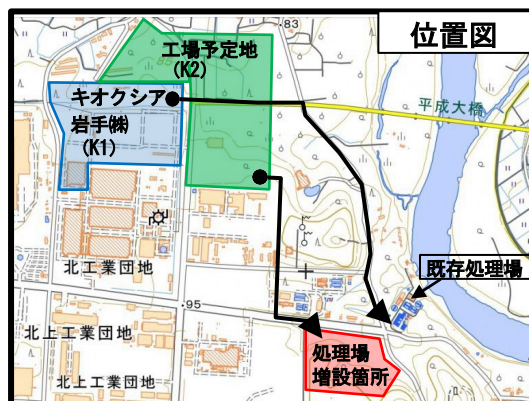 位置図
・83
工場予定地
(K2)
キオクシア
岩手㈱
(K1)
平成大橋
北工業団地
既存処理場
・95
北上工業団地
処理場
増設箇所
北上工業団地